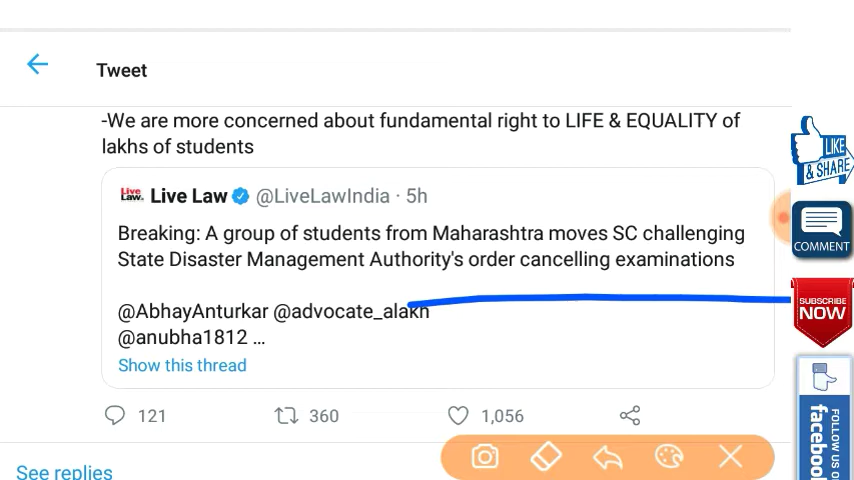 Tweet
-We are more concerned about fundamental right to LIFE & EQUALITY of
lakhs of students
Live Law.
Live Law @LiveLawIndia · 5h
Breaking: A group of students from Maharashtra moves SC challenging
State Disaster Management Authority's order cancelling examinations
@AbhayAnturkar @advocate_alakh
@anubha1812 ...
Show this thread
121 360 1,056
See replies
LIKE
& SHARE
COMMENT
SUBSCRIBE
NOW
FOLLOW US O
facebook